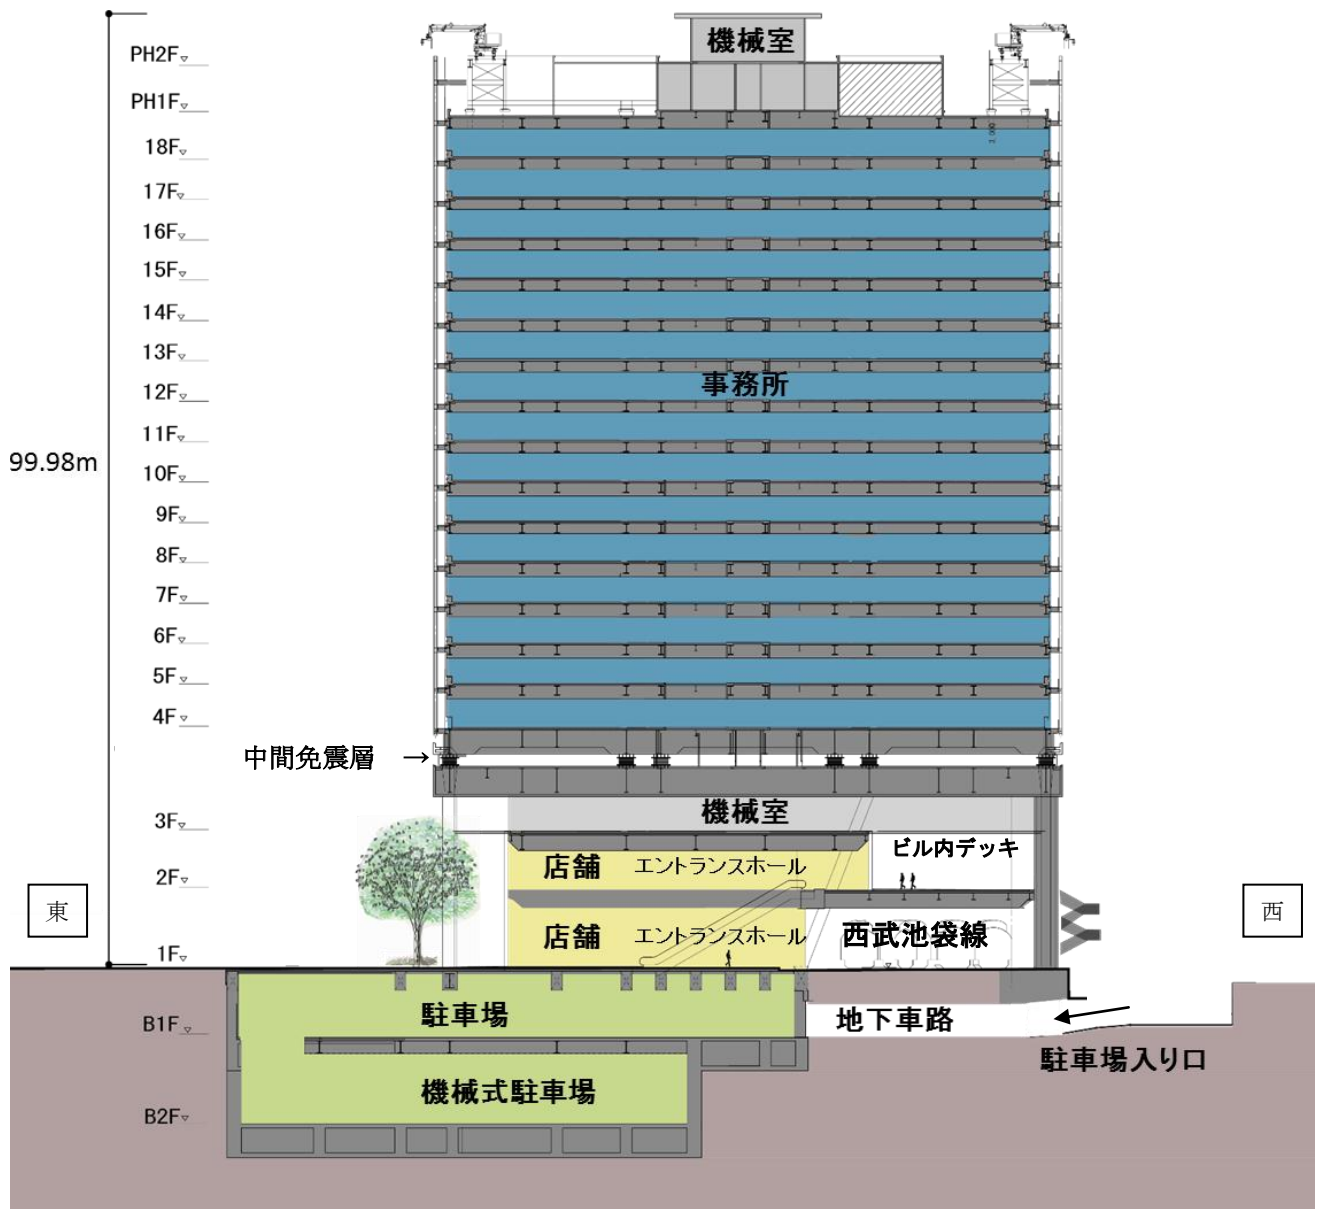 機械室
PH2F
PH1F
18F
17F
16F
15F
14F
13F
事務所
12F
11F
99.98m
10F
9F
8F
7F
6F
5F
4F
中間免震層 →
機械室
3F
ビル内デッキ
店舗 エントランスホール
2F
東
西
店舗 エントランスホール
西武池袋線
1F
駐車場
地下車路
B1F
駐車場入り口
機械式駐車場
B2F